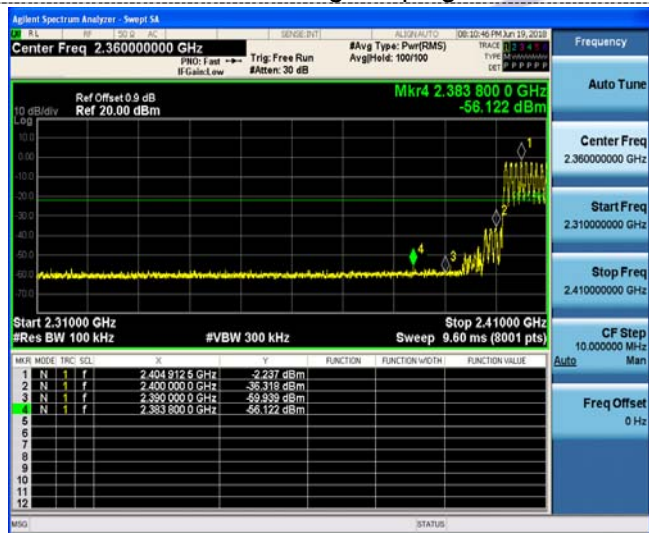 Agilent Spectrum Analyzer - Swept SA
RL RF 50 Ω AC SENSE:INT ALIGNAUTO 08:10:46 PM Jun 19, 2018
Center Freq 2.360000000 GHz #Avg Type: Pwr(RMS) TRACE 1 2 3 4 5 6 Frequency
PNO: Fast Trig: Free Run Avg|Hold: 100/100 TYPE
IFGain:Low #Atten: 30 dB DET P P P P P P
Auto Tune
Ref Offset 0.9 dB Mkr4 2.383 800 0 GHz
10 dB/div Ref 20.00 dBm -56.122 dBm
Log
10.0
0.00
-10.0
-20.0
-30.0
-40.0
-50.0
-60.0
-70.0
1
2
3
4
Center Freq
2.360000000 GHz
Start Freq
2.310000000 GHz
Stop Freq
2.410000000 GHz
Start 2.31000 GHz Stop 2.41000 GHz
#Res BW 100 kHz #VBW 300 kHz Sweep 9.60 ms (8001 pts)
CF Step
10.000000 MHz
Auto Man
MKR MODE TRC SCL X Y FUNCTION FUNCTION WIDTH FUNCTION VALUE
1 N 1 f 2.404 912 5 GHz -2.237 dBm
2 N 1 f 2.400 000 0 GHz -36.318 dBm
3 N 1 f 2.390 000 0 GHz -59.939 dBm
4 N 1 f 2.383 800 0 GHz -56.122 dBm
5
6
7
8
9
10
11
12
Freq Offset
0 Hz
MSG STATUS